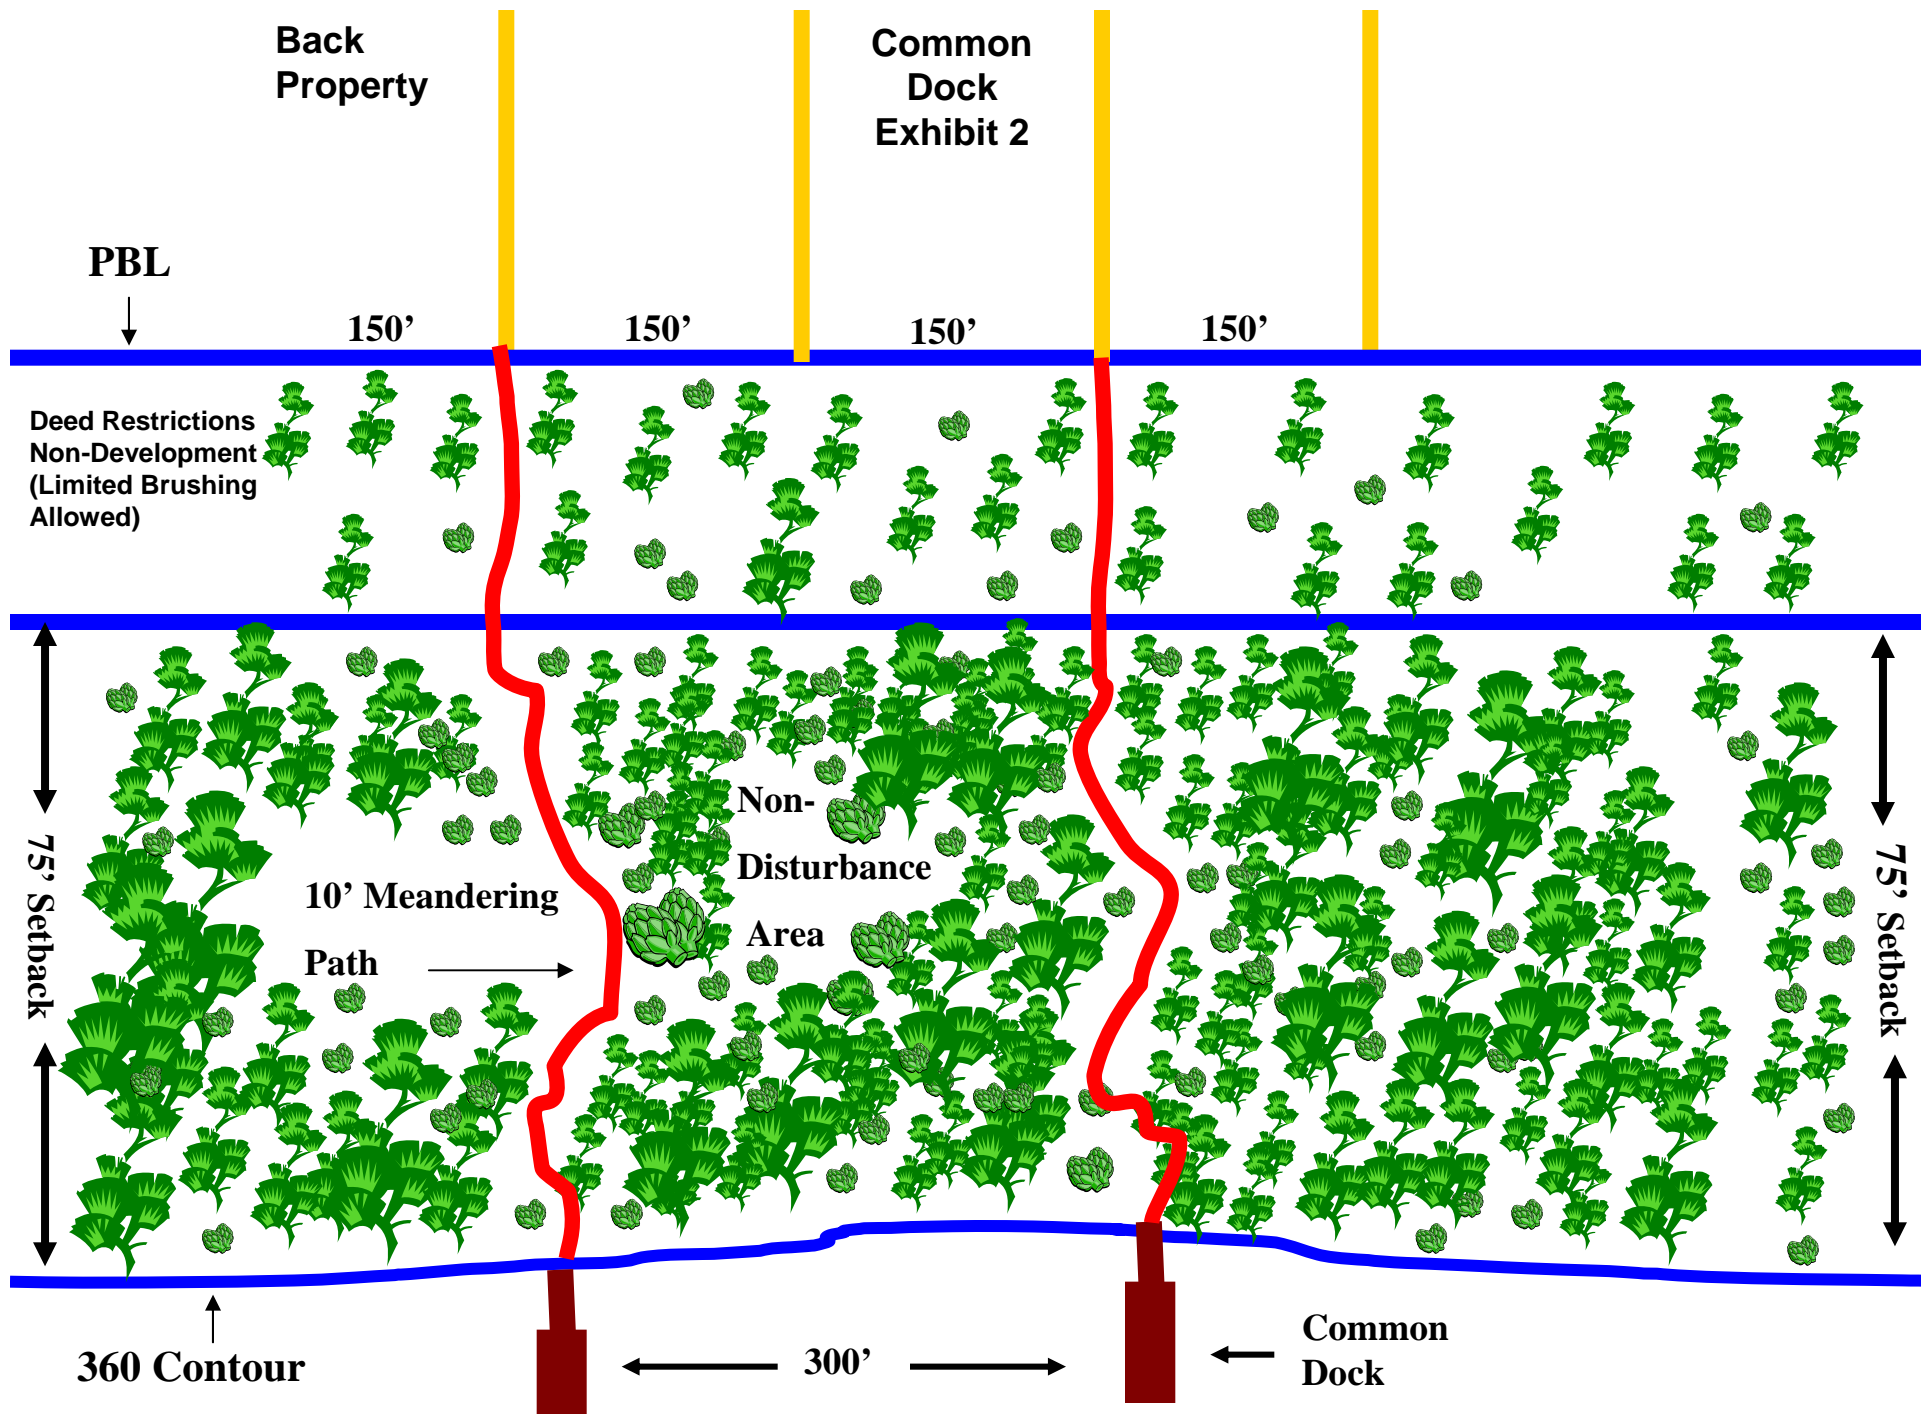 Back
Property
Common
Dock
Exhibit 2
PBL
150’
150’
150’
150’
Deed Restrictions
Non-Development
(Limited Brushing
Allowed)
75’ Setback
Non-
Disturbance
Area
10’ Meandering
Path
75’ Setback
360 Contour
300’
Common
Dock